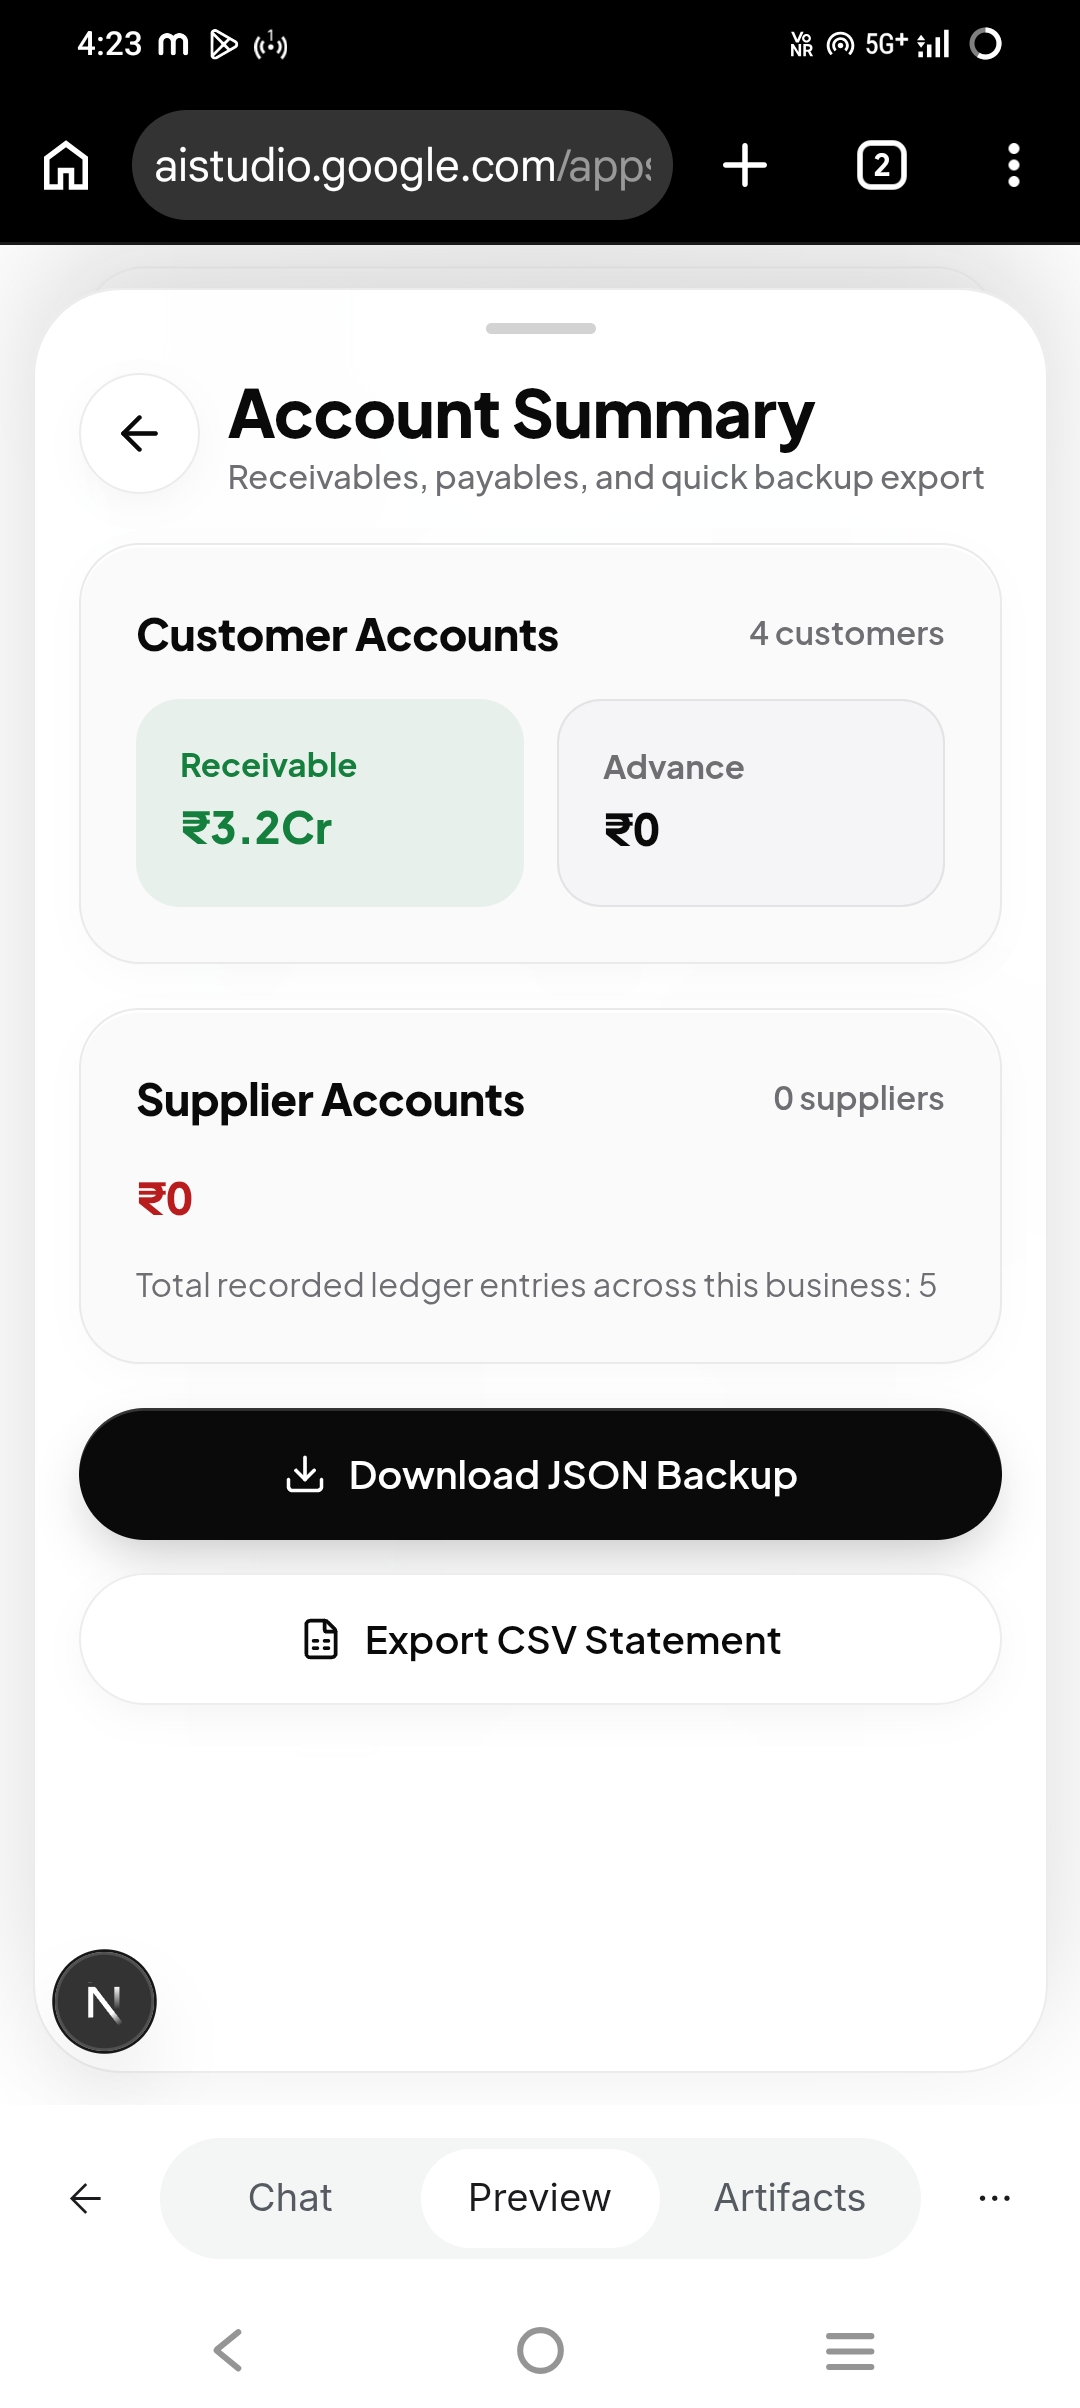 4:23
Vo
NR
5G+
aistudio.google.com/apps
2
Account Summary
Receivables, payables, and quick backup export
Customer Accounts
4 customers
Receivable
₹3.2Cr
Advance
₹0
Supplier Accounts
0 suppliers
₹0
Total recorded ledger entries across this business: 5
Download JSON Backup
Export CSV Statement
N
Chat
Preview
Artifacts